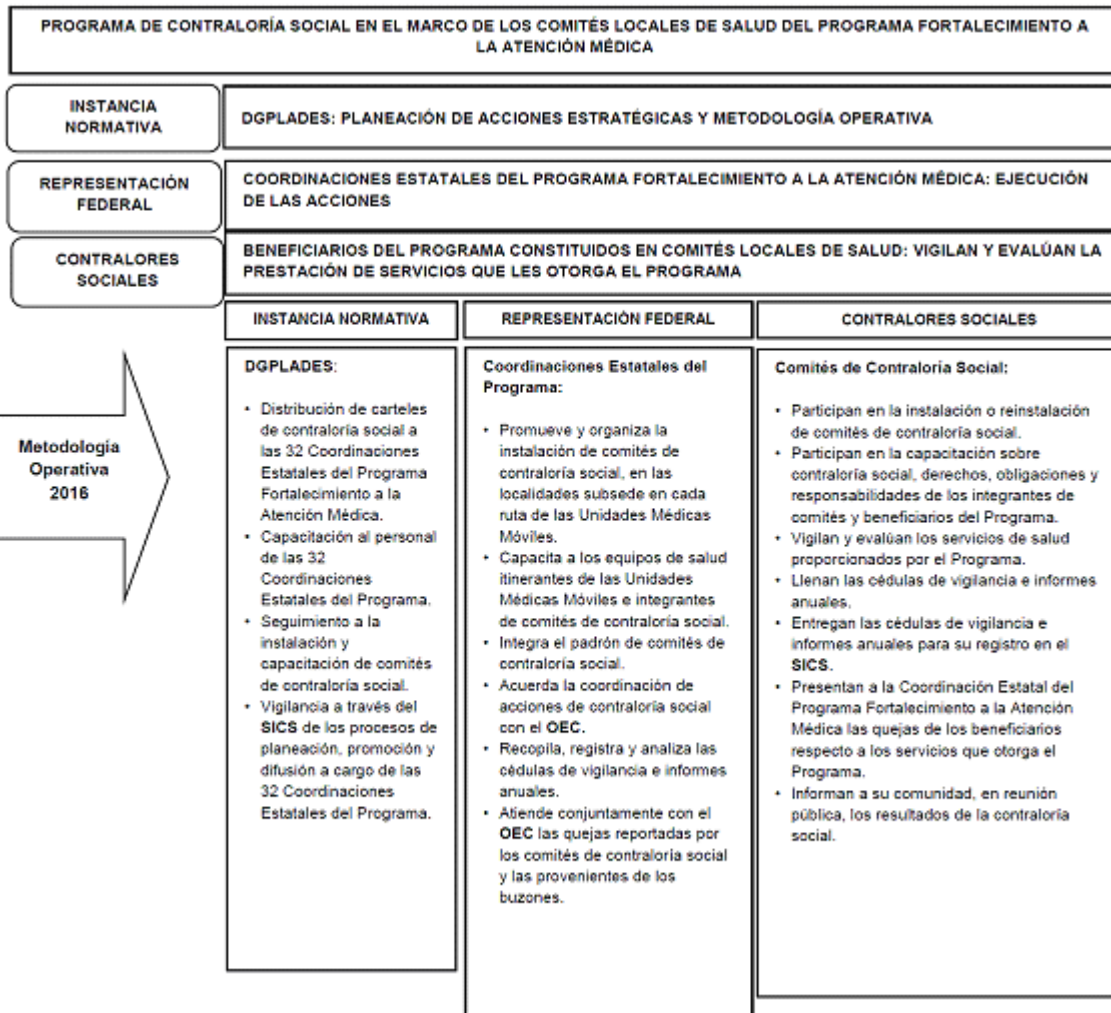 PROGRAMA DE CONTRALORÍA SOCIAL EN EL MARCO DE LOS COMITÉS LOCALES DE SALUD DEL PROGRAMA FORTALECIMIENTO A
LA ATENCIÓN MÉDICA
INSTANCIA
NORMATIVA
DGPLADES: PLANEACIÓN DE ACCIONES ESTRATÉGICAS Y METODOLOGÍA OPERATIVA
REPRESENTACIÓN
FEDERAL
COORDINACIONES ESTATALES DEL PROGRAMA FORTALECIMIENTO A LA ATENCIÓN MÉDICA: EJECUCIÓN
DE LAS ACCIONES
CONTRALORES
SOCIALES
BENEFICIARIOS DEL PROGRAMA CONSTITUIDOS EN COMITÉS LOCALES DE SALUD: VIGILAN Y EVALÚAN LA
PRESTACIÓN DE SERVICIOS QUE LES OTORGA EL PROGRAMA
Metodología
Operativa
2016
INSTANCIA NORMATIVA
DGPLADES:
• Distribución de carteles
de contraloría social a
las 32 Coordinaciones
Estatales del Programa
Fortalecimiento a la
Atención Médica.
• Capacitación al personal
de las 32
Coordinaciones
Estatales del Programa.
• Seguimiento a la
instalación y
capacitación de comités
de contraloría social.
• Vigilancia a través del
SICS de los procesos de
planeación, promoción y
difusión a cargo de las
32 Coordinaciones
Estatales del Programa.
REPRESENTACIÓN FEDERAL
Coordinaciones Estatales del
Programa:
• Promueve y organiza la
instalación de comités de
contraloría social, en las
localidades subsede en cada
ruta de las Unidades Médicas
Móviles.
• Capacita a los equipos de salud
itinerantes de las Unidades
Médicas Móviles e integrantes
de comités de contraloría social.
• Integra el padrón de comités de
contraloría social.
• Acuerda la coordinación de
acciones de contraloría social
con el OEC.
• Recopila, registra y analiza las
cédulas de vigilancia e informes
anuales.
• Atiende conjuntamente con el
OEC las quejas reportadas por
los comités de contraloría social
y las provenientes de los
buzones.
CONTRALORES SOCIALES
Comités de Contraloría Social:
• Participan en la instalación o reinstalación
de comités de contraloría social.
• Participan en la capacitación sobre
contraloría social, derechos, obligaciones y
responsabilidades de los integrantes de
comités y beneficiarios del Programa.
• Vigilan y evalúan los servicios de salud
proporcionados por el Programa.
• Llenan las cédulas de vigilancia e informes
anuales.
• Entregan las cédulas de vigilancia e
informes anuales para su registro en el
SICS.
• Presentan a la Coordinación Estatal del
Programa Fortalecimiento a la Atención
Médica las quejas de los beneficiarios
respecto a los servicios que otorga el
Programa.
• Informan a su comunidad, en reunión
pública, los resultados de la contraloría
social.